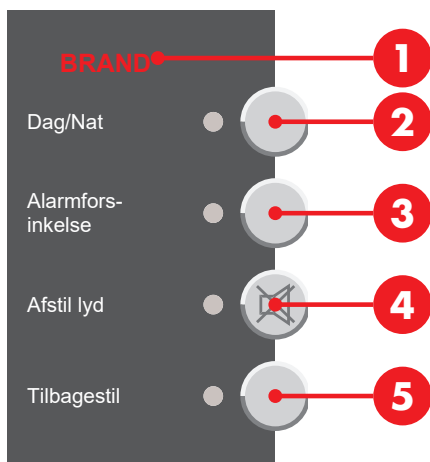 BRAND
1
Dag/Nat
2
Alarmfors-
inkelse
3
Afstil lyd
4
Tilbagestil
5